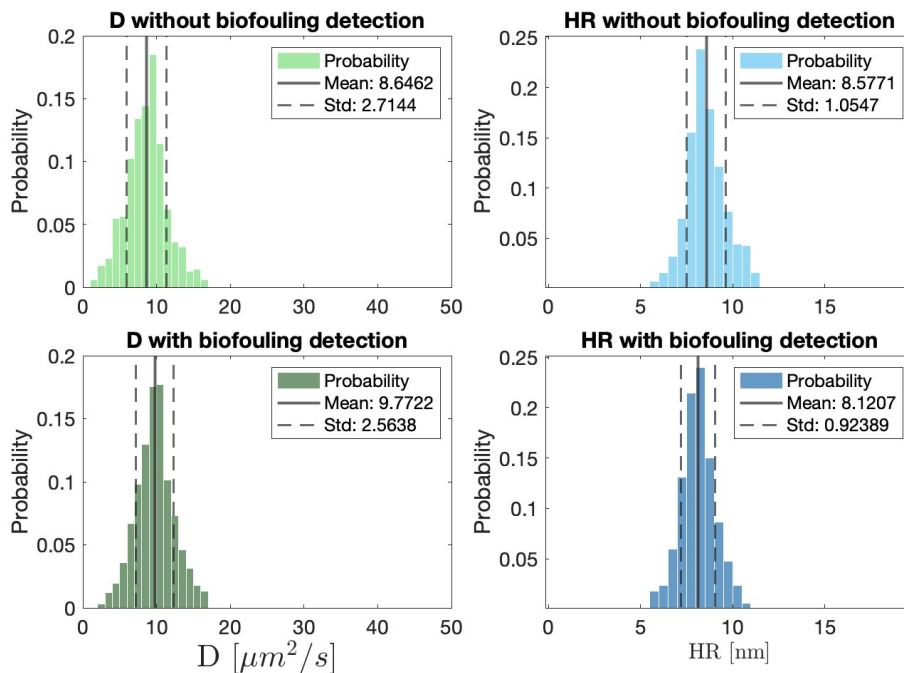 D without biofouling detection
0.2
0.15
0.1
0.05
0
Probability
0 10 20 30 40 50
Probability
Mean: 8.6462
Std: 2.7144
HR without biofouling detection
0.25
0.2
0.15
0.1
0.05
Probability
0 5 10 15
Probability
Mean: 8.5771
Std: 1.0547
D with biofouling detection
0.2
0.15
0.1
0.05
0
Probability
0 10 20 30 40 50
D [μm²/s]
Probability
Mean: 9.7722
Std: 2.5638
HR with biofouling detection
0.25
0.2
0.15
0.1
0.05
Probability
0 5 10 15
HR [nm]
Probability
Mean: 8.1207
Std: 0.92389